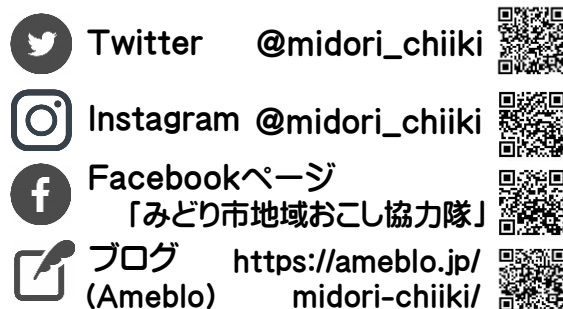 Twitter @midori_chiiki
Instagram @midori_chiiki
Facebookページ
「みどり市地域おこし協力隊」
ブログ https://ameblo.jp/
(Ameblo) midori-chiiki/